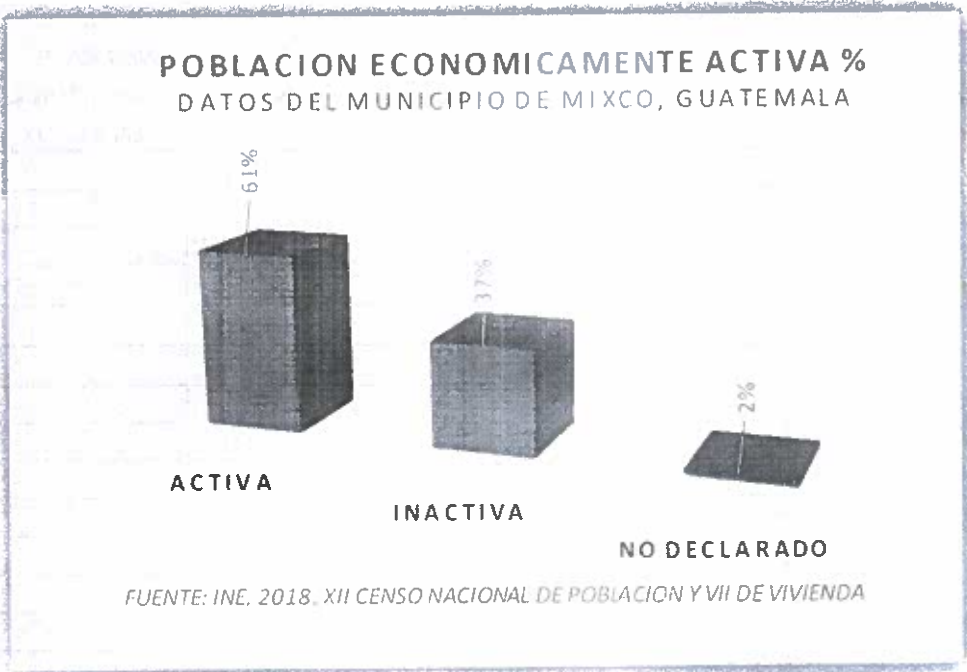 POBLACION ECONOMICAMENTE ACTIVA %
DATOS DEL MUNICIPIO DE MIXCO, GUATEMALA
61%
37%
2%
ACTIVA
INACTIVA
NO DECLARADO
FUENTE: INE, 2018. XII CENSO NACIONAL DE POBLACION Y VII DE VIVIENDA